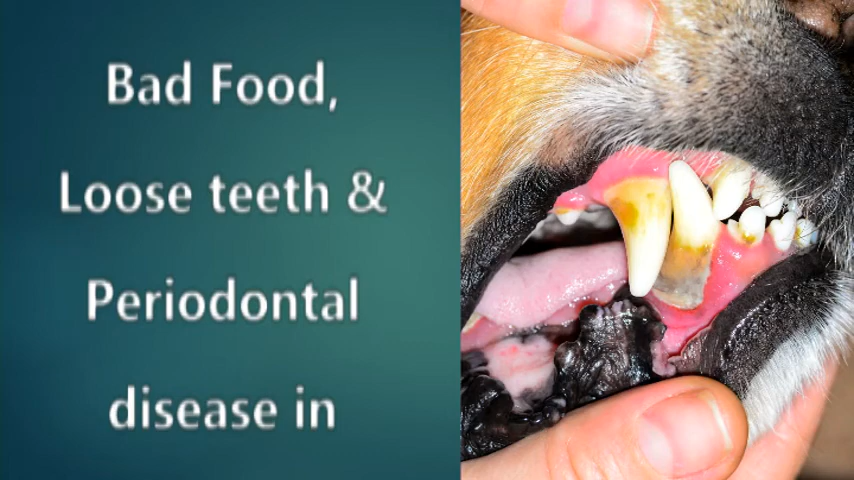 Bad Food,
Loose teeth &
Periodontal
disease in